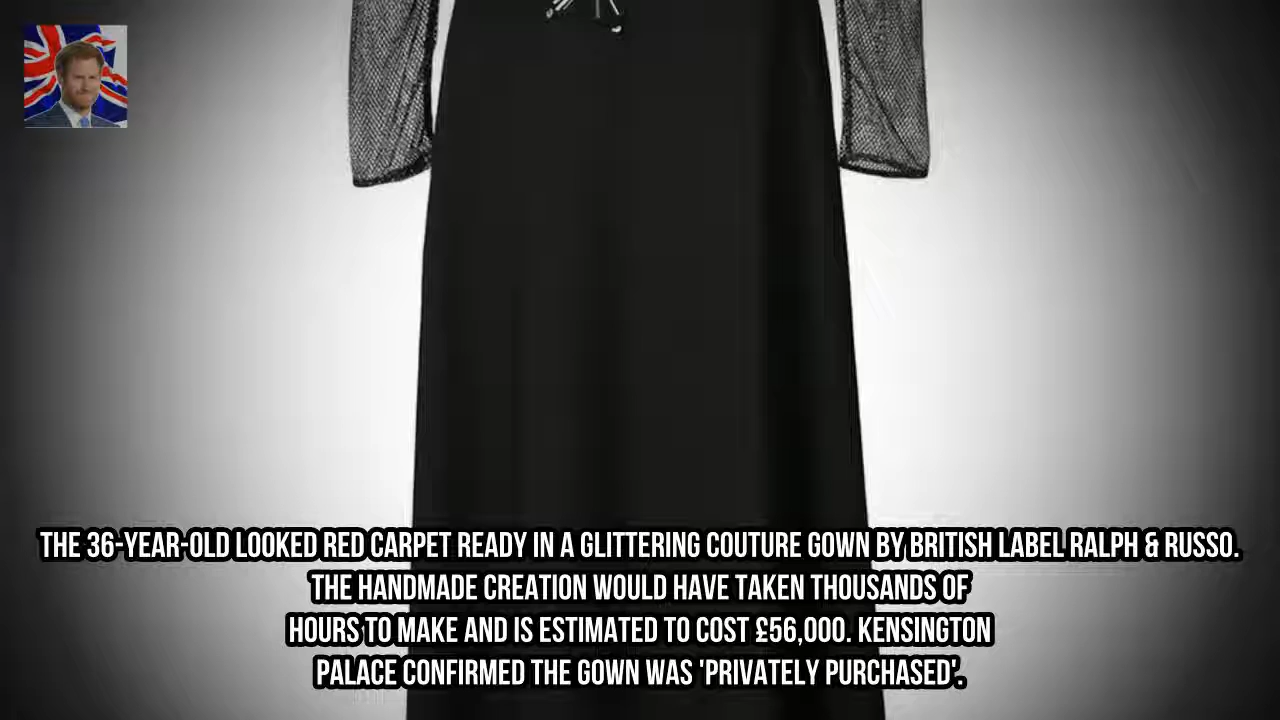 THE 36-YEAR-OLD LOOKED RED CARPET READY IN A GLITTERING COUTURE GOWN BY BRITISH LABEL RALPH & RUSSO.
THE HANDMADE CREATION WOULD HAVE TAKEN THOUSANDS OF
HOURS TO MAKE AND IS ESTIMATED TO COST £56,000. KENSINGTON
PALACE CONFIRMED THE GOWN WAS 'PRIVATELY PURCHASED'.